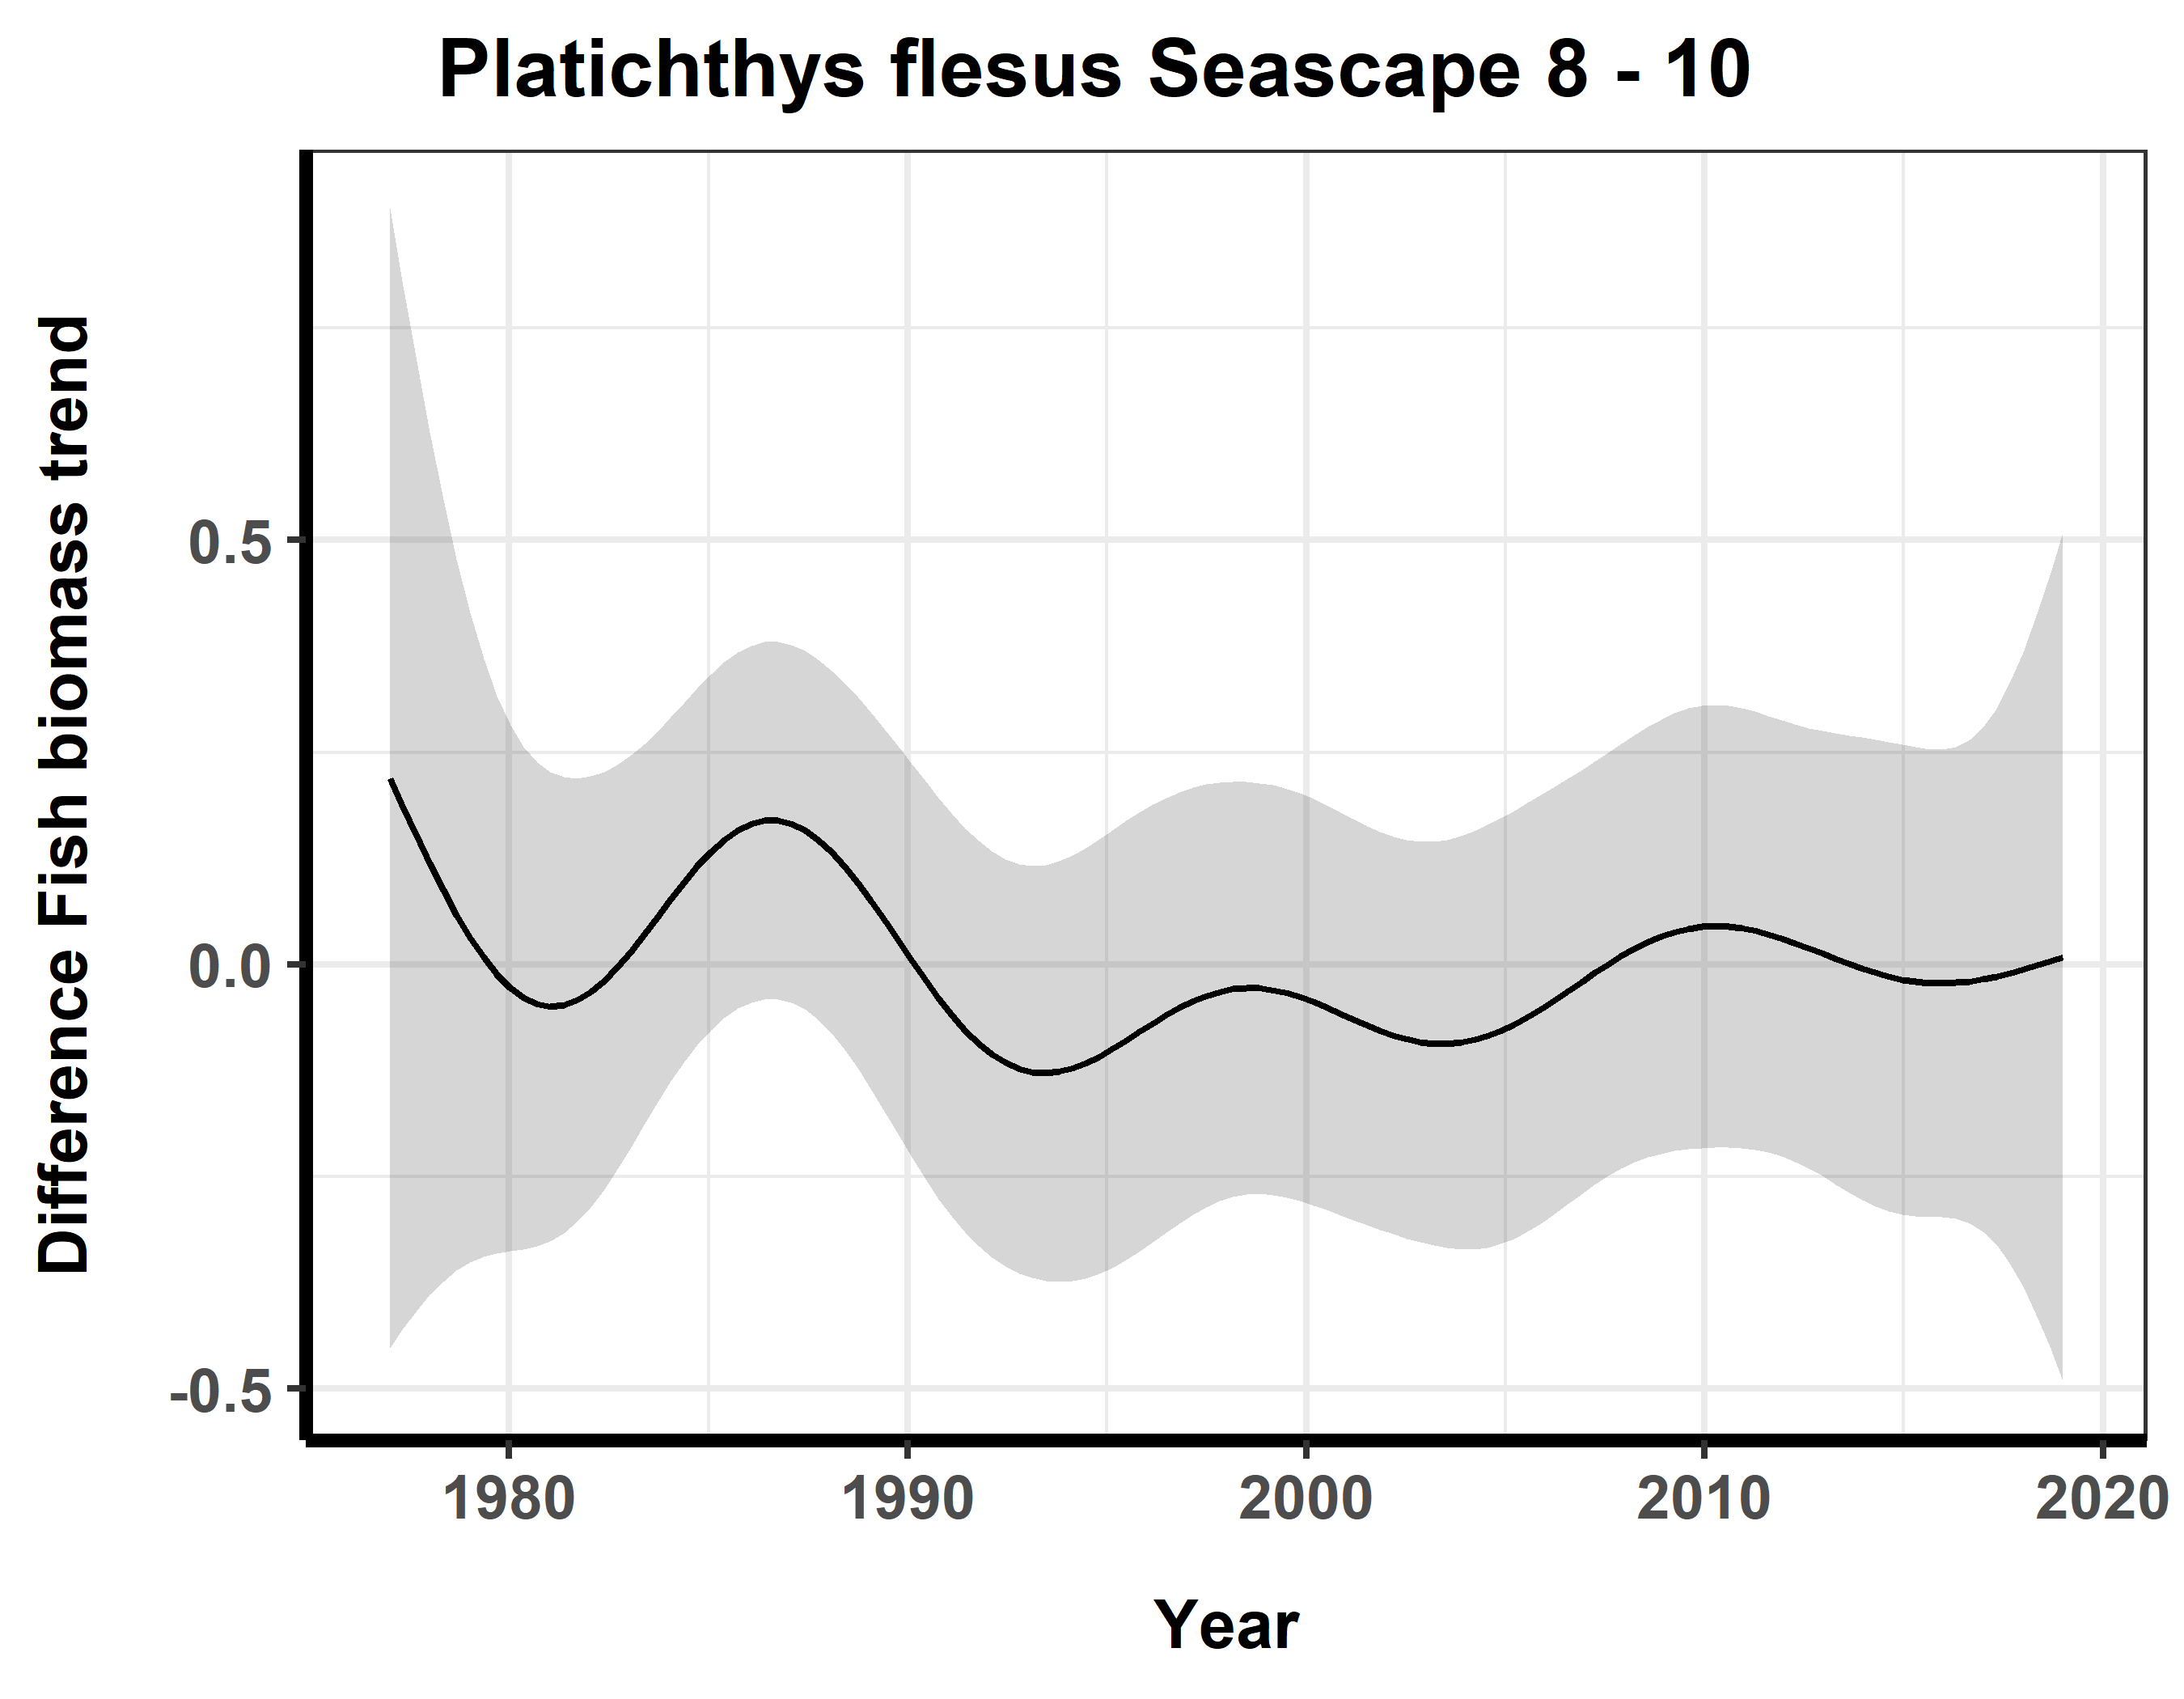 Platichthys flesus Seascape 8 - 10
Difference Fish biomass trend
0.5
0.0
-0.5
1980 1990 2000 2010 2020
Year